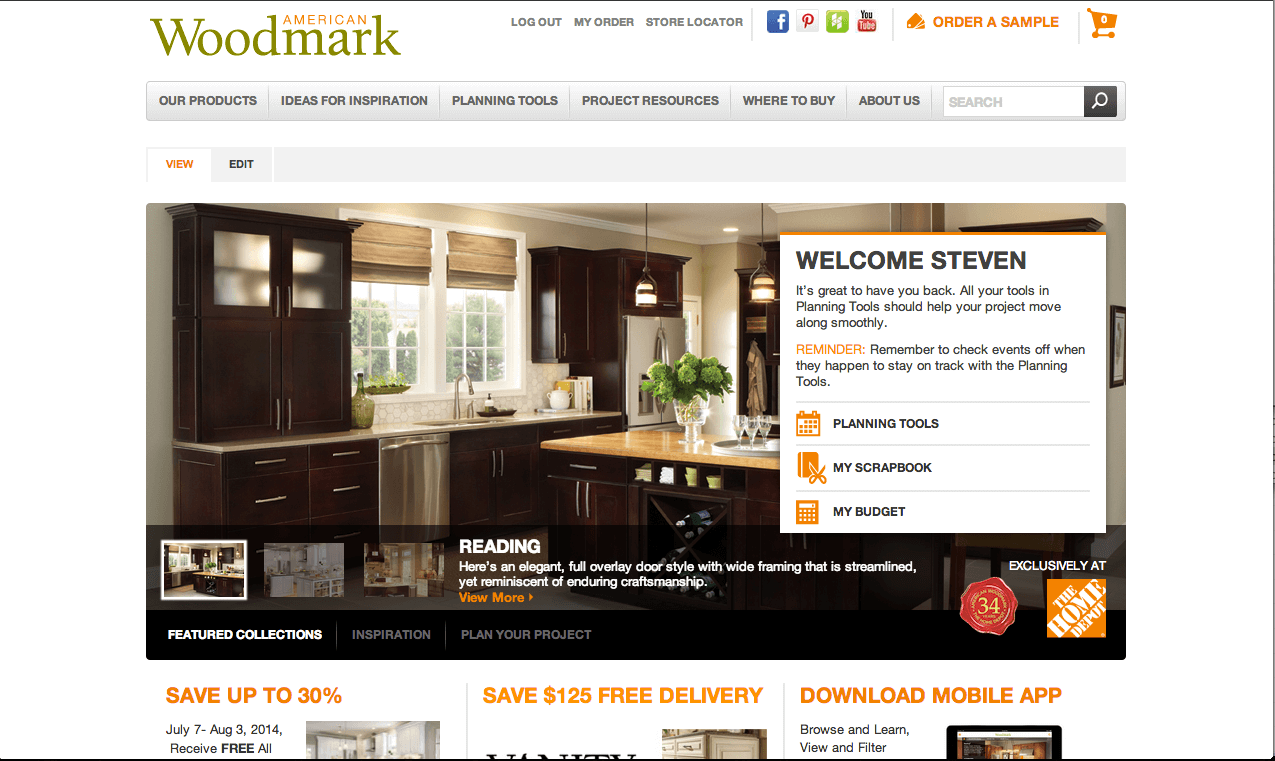 AMERICAN
Woodmark
LOG OUT MY ORDER STORE LOCATOR
You
Tube
ORDER A SAMPLE
0
OUR PRODUCTS IDEAS FOR INSPIRATION PLANNING TOOLS PROJECT RESOURCES WHERE TO BUY ABOUT US SEARCH
VIEW EDIT
WELCOME STEVEN
It's great to have you back. All your tools in
Planning Tools should help your project move
along smoothly.
REMINDER: Remember to check events off when
they happen to stay on track with the Planning
Tools.
PLANNING TOOLS
MY SCRAPBOOK
MY BUDGET
READING
Here's an elegant, full overlay door style with wide framing that is streamlined,
yet reminiscent of enduring craftsmanship.
View More
EXCLUSIVELY AT
34
YEARS
THE
HOME
DEPOT
FEATURED COLLECTIONS INSPIRATION PLAN YOUR PROJECT
SAVE UP TO 30%
July 7- Aug 3, 2014,
Receive FREE All
SAVE $125 FREE DELIVERY
VANITY
DOWNLOAD MOBILE APP
Browse and Learn,
View and Filter